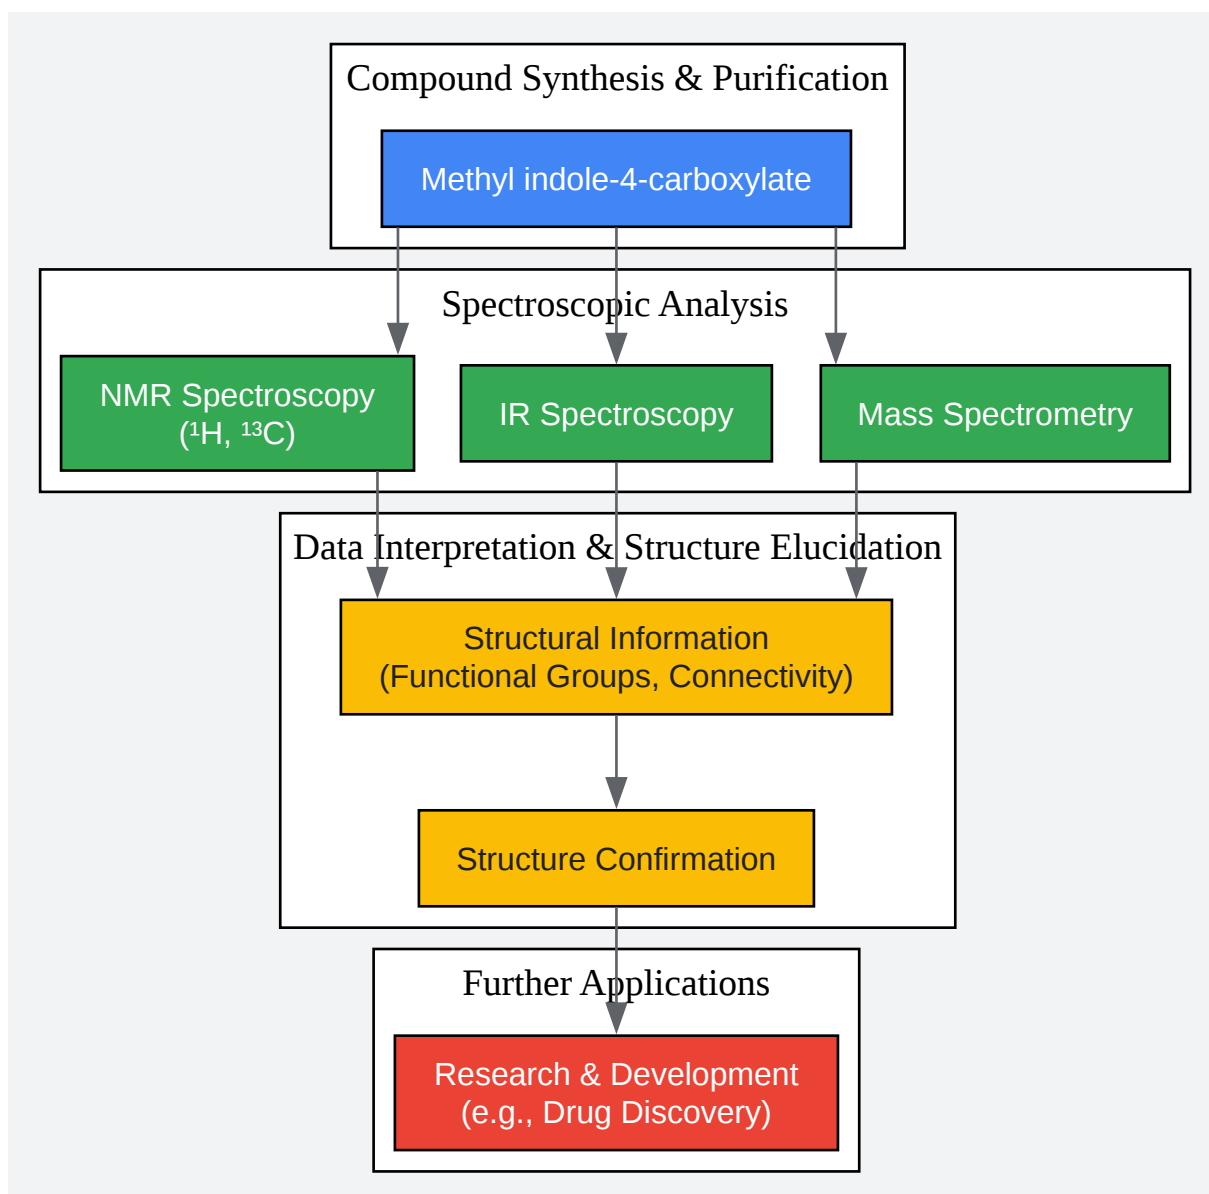 Compound Synthesis & Purification
Methyl indole-4-carboxylate
Spectroscopic Analysis
NMR Spectroscopy
(¹H, ¹³C)
IR Spectroscopy
Mass Spectrometry
Data Interpretation & Structure Elucidation
Structural Information
(Functional Groups, Connectivity)
Structure Confirmation
Further Applications
Research & Development
(e.g., Drug Discovery)